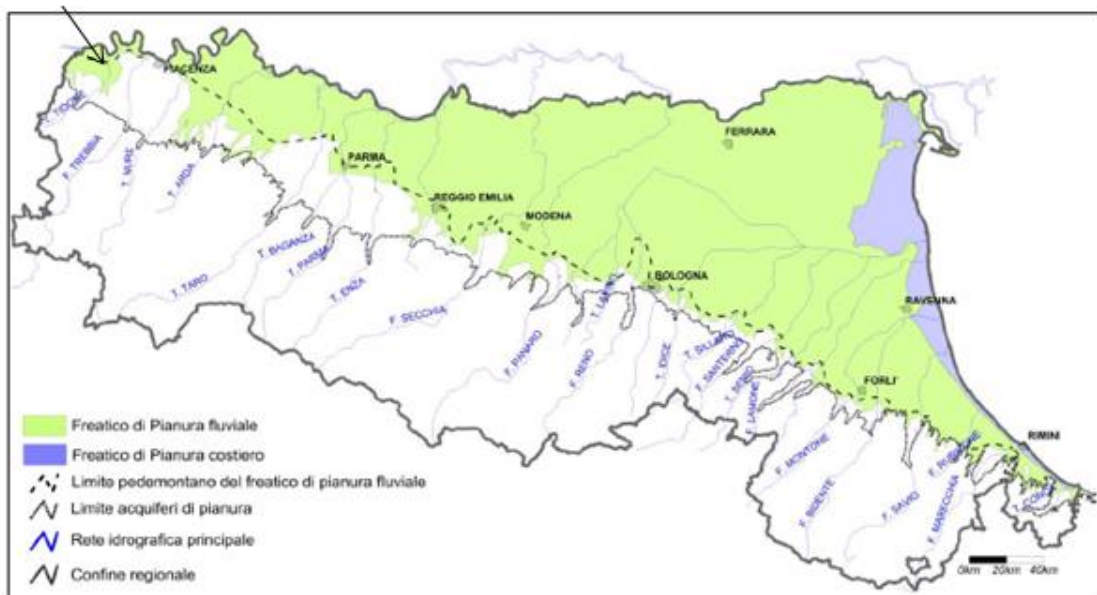 PIACENZA
T. TIDONE
F. TREBBIA
T. NURE
T. ARDA
PARMA
FERRARA
REGGIO EMILIA
MODENA
T. BAGANZA
T. PARMA
T. TARO
T. ENZA
F. SECCHIA
BOLOGNA
F. PANARO
F. RENO
T. IDICE
T. SILLARO
F. SANTERNO
T. SENIO
F. LAMONE
RAVENNA
FORLI'
F. MONTONE
F. BIDENTE
F. SAVIO
F. MARECCHIA
F. RUBICONE
RIMINI
T. CONCA
Freatico di Pianura fluviale
Freatico di Pianura costiero
Limite pedemontano del freatico di pianura fluviale
Limite acquiferi di pianura
Rete idrografica principale
Confine regionale
0km 20km 40km